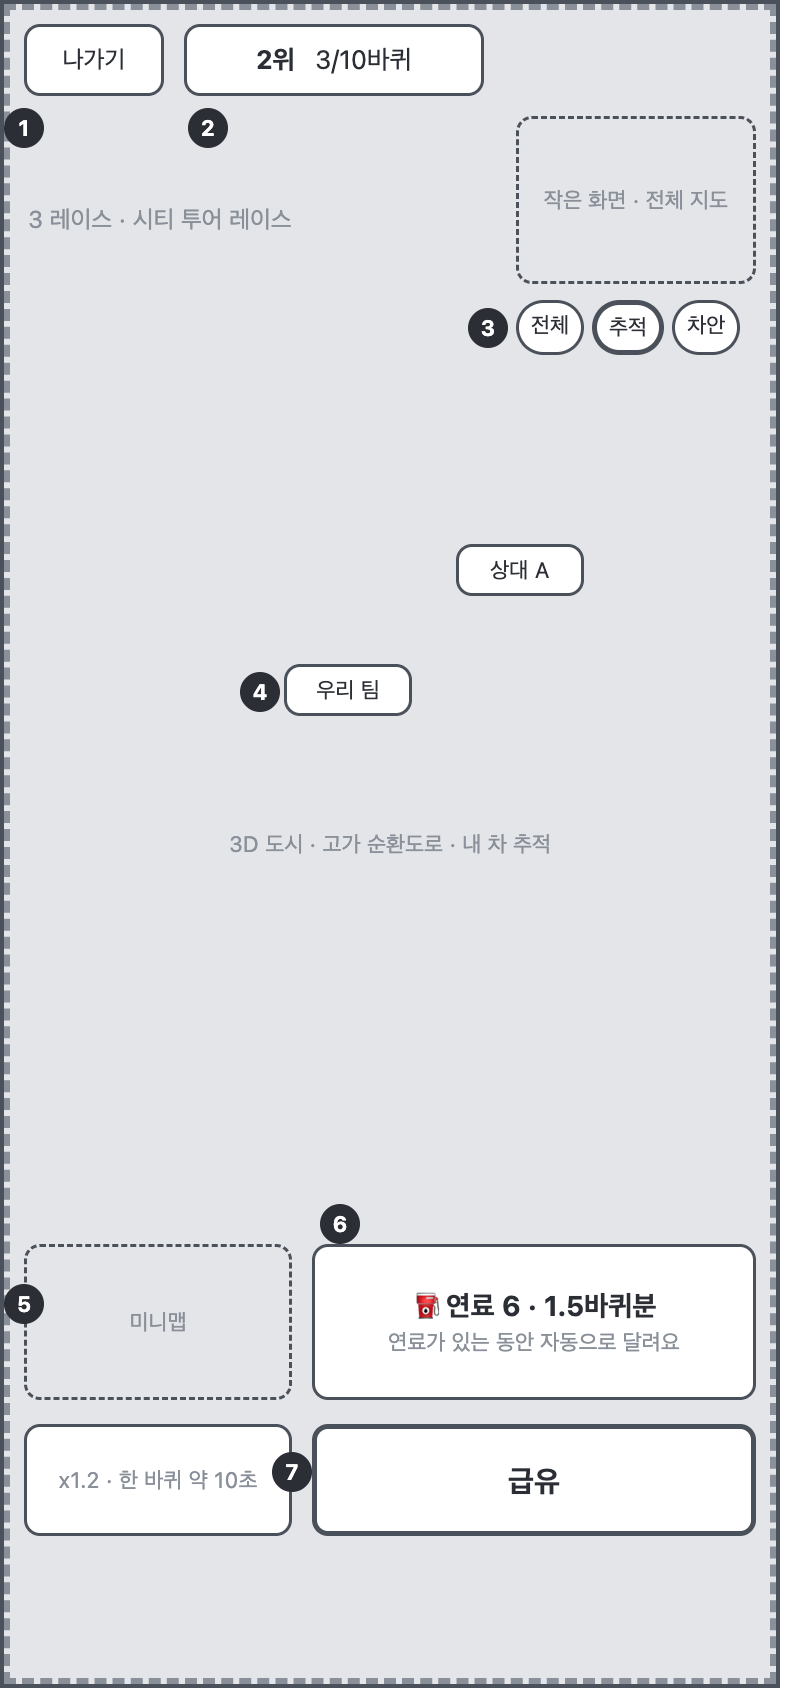 나가기
2위 3/10바퀴
1
2
작은 화면 · 전체 지도
3 레이스 · 시티 투어 레이스
3
전체
추적
차안
상대 A
4
우리 팀
3D 도시 · 고가 순환도로 · 내 차 추적
6
5
미니맵
연료 6 · 1.5바퀴분
연료가 있는 동안 자동으로 달려요
x1.2 · 한 바퀴 약 10초
7
급유